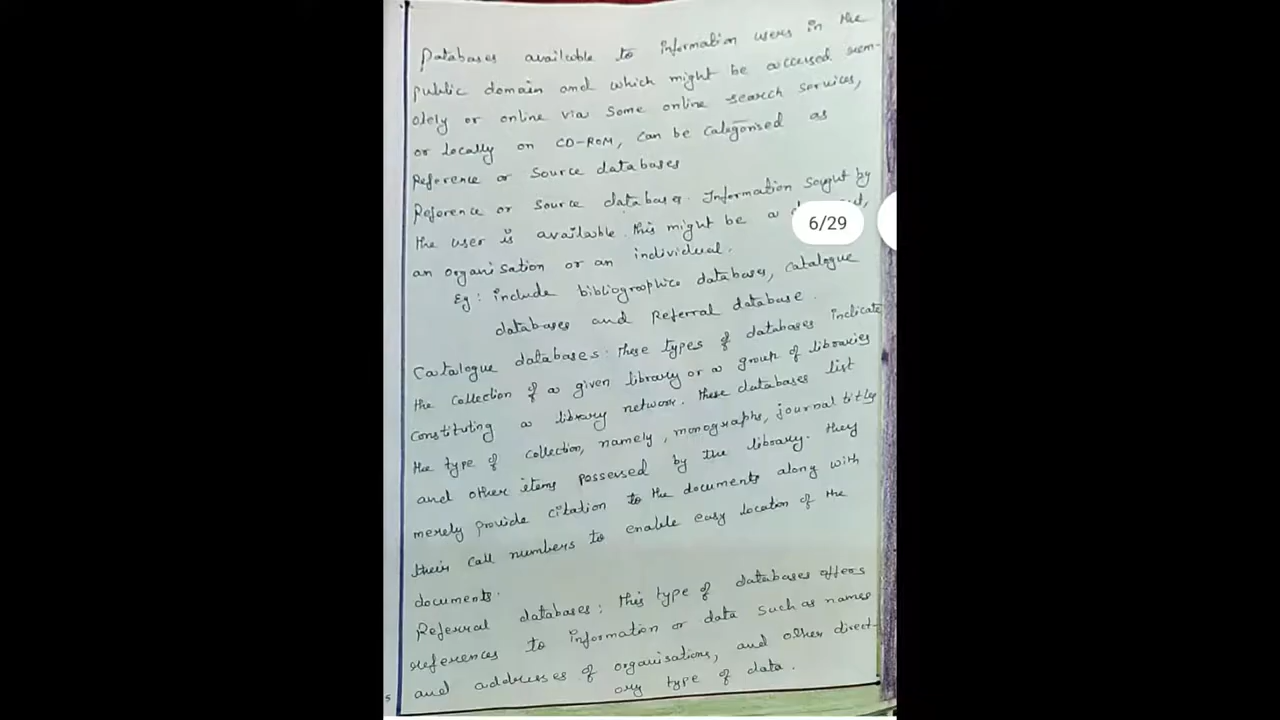 Databases available to information users in the
public domain and which might be accessed rem-
otely or online via some online search services,
or locally on CD-ROM, can be categorised as
Reference or Source databases
Reference or Source databases. Information sought by
the user is available. This might be a
an organisation or an individual.
Eg: include bibliographic databases, catalogue
databases and Referral database.
Catalogue databases: These types of databases indicate
the collection of a given library or a group of libraries
constituting a library network. These databases list
the type of collection, namely, monographs, journal titles
and other items possessed by the library. They
merely provide citation to the documents along with
their call numbers to enable easy location of the
documents.
Referral databases: This type of databases offers
references to information or data such as names
and addresses of organisations, and other direct-
ory type of data.
6/29
5